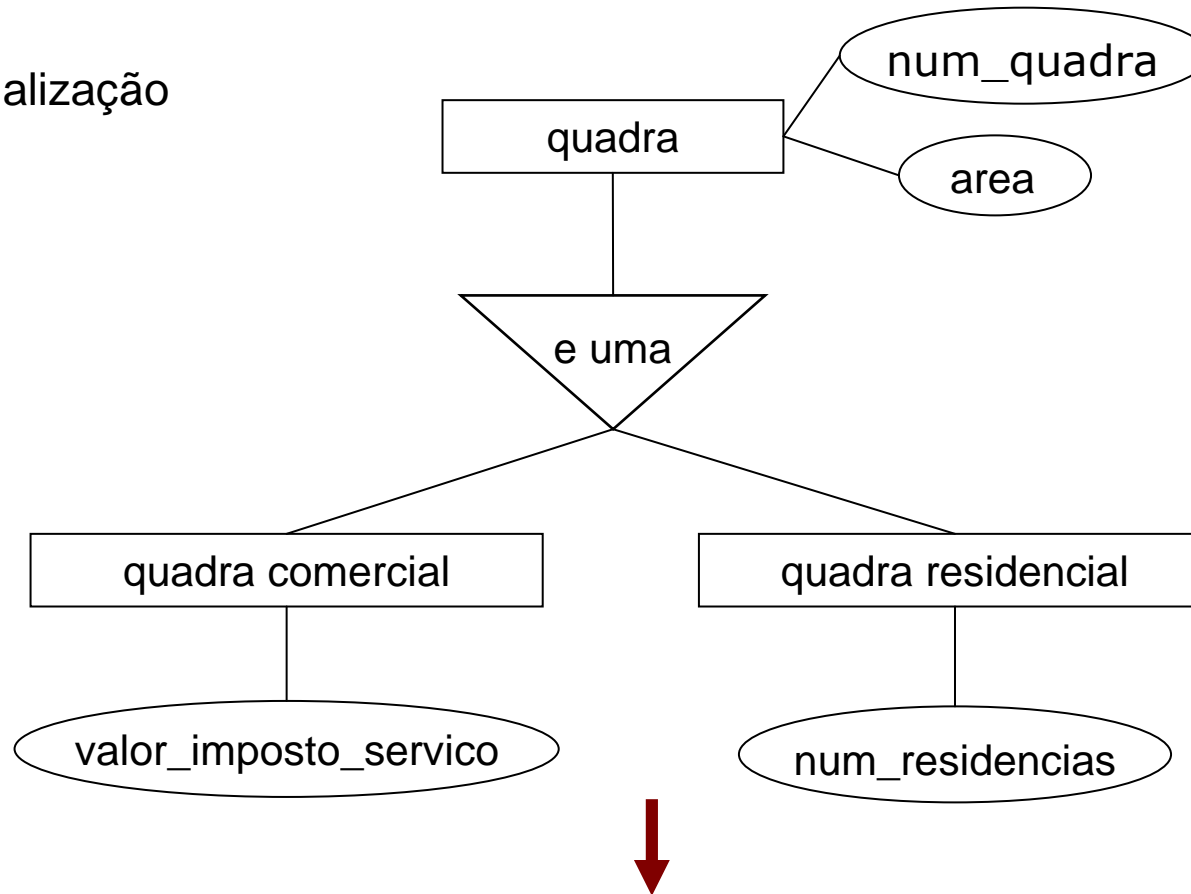 alização
num_quadra
quadra
area
e uma
quadra comercial
quadra residencial
valor_imposto_servico
num_residencias